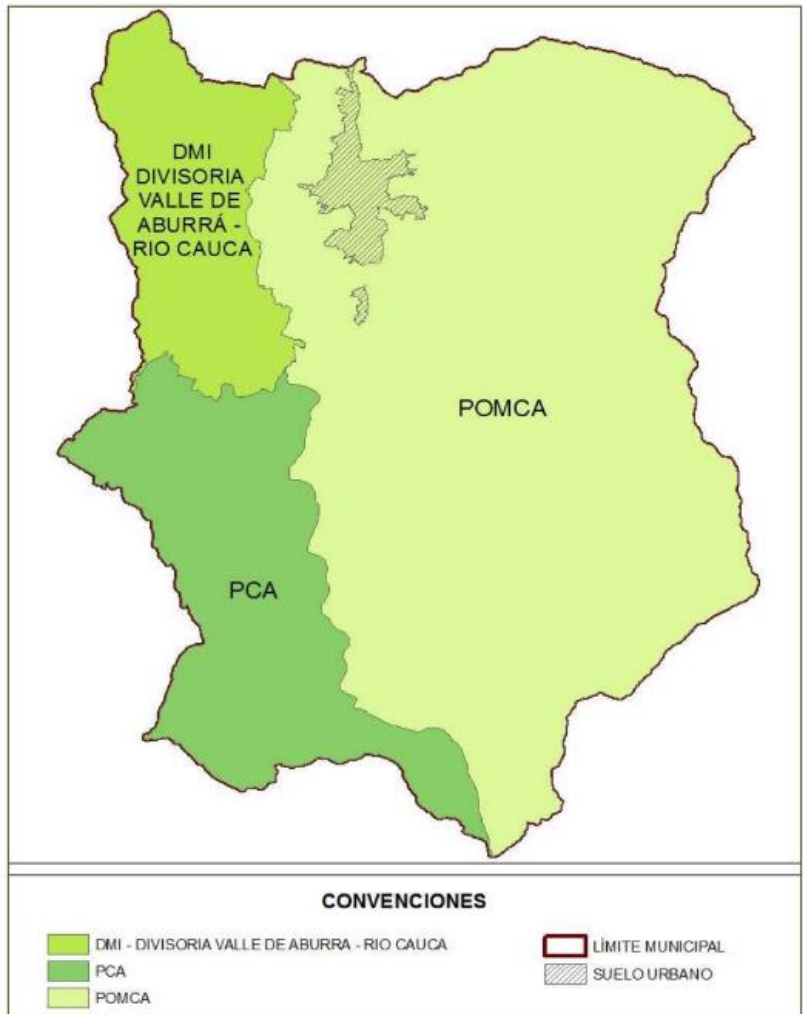 DMI
DIVISORIA
VALLE DE
ABURRÁ -
RIO CAUCA
POMCA
PCA
CONVENCIONES
DMI - DIVISORIA VALLE DE ABURRA - RIO CAUCA
PCA
POMCA
LÍMITE MUNICIPAL
SUELO URBANO